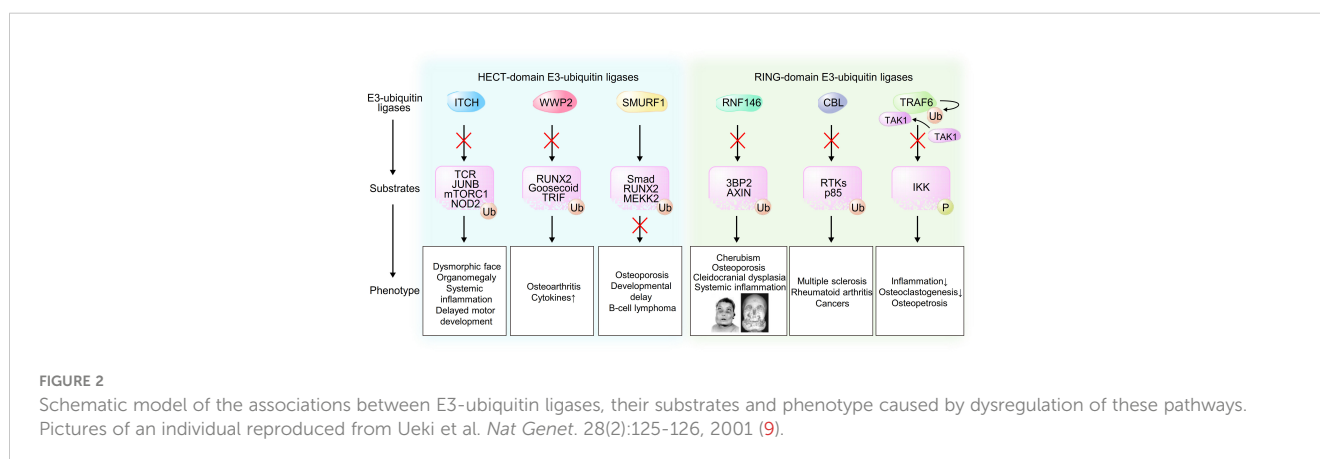 HECT-domain E3-ubiquitin ligases
RING-domain E3-ubiquitin ligases
E3-ubiquitin
ligases
ITCH
WWP2
SMURF1
RNF146
CBL
TRAF6
Ub
TAK1
TAK1
Substrates
TCR
JUNB
mTORC1
NOD2
Ub
RUNX2
Goosecoid
TRIF
Ub
Smad
RUNX2
MEKK2
Ub
3BP2
AXIN
Ub
RTKs
p85
Ub
IKK
P
Phenotype
Dysmorphic face
Organomegaly
Systemic
inflammation
Delayed motor
development
Osteoarthritis
Cytokines↑
Osteoporosis
Developmental
delay
B-cell lymphoma
Cherubism
Osteoporosis
Cleidocranial dysplasia
Systemic inflammation
Multiple sclerosis
Rheumatoid arthritis
Cancers
Inflammation↓
Osteoclastogenesis↓
Osteopetrosis
FIGURE 2
Schematic model of the associations between E3-ubiquitin ligases, their substrates and phenotype caused by dysregulation of these pathways.
Pictures of an individual reproduced from Ueki et al. Nat Genet. 28(2):125-126, 2001 (9).